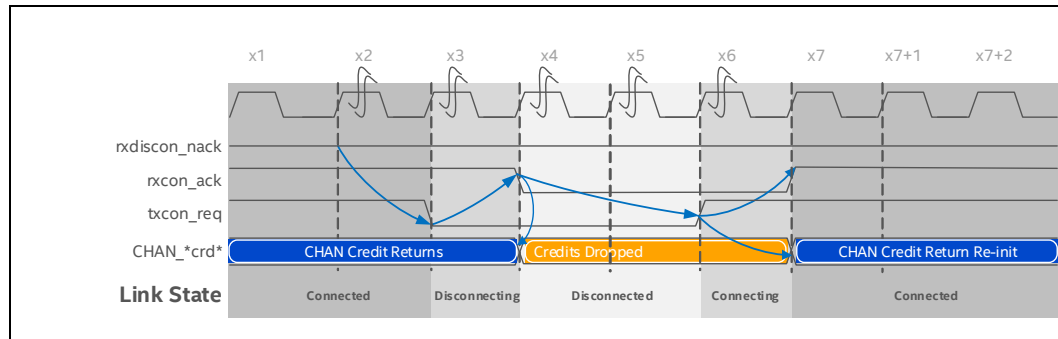 x1 x2 x3 x4 x5 x6 x7 x7+1 x7+2
rxdiscon_nack
rxcon_ack
txcon_req
CHAN_*crd* CHAN Credit Returns Credits Dropped CHAN Credit Return Re-init
Link State Connected Disconnecting Disconnected Connecting Connected